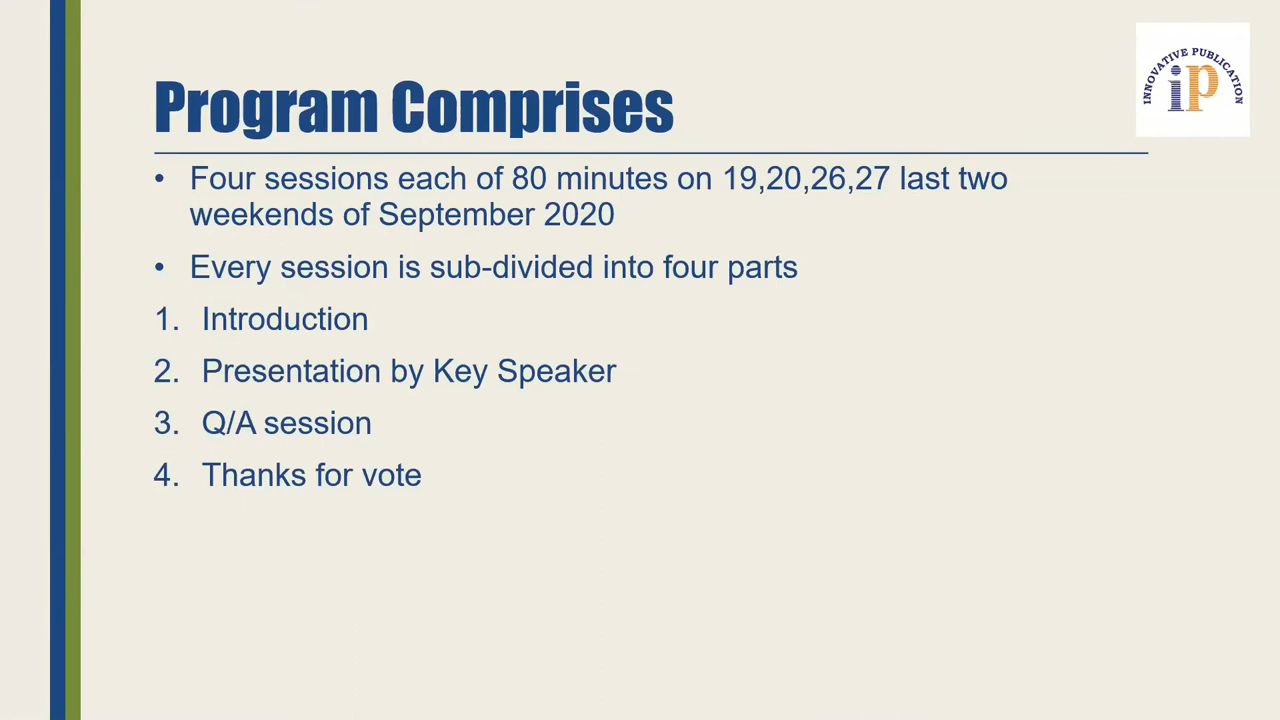 INNOVATIVE PUBLICATION
ip
Program Comprises
• Four sessions each of 80 minutes on 19,20,26,27 last two
weekends of September 2020
• Every session is sub-divided into four parts
1. Introduction
2. Presentation by Key Speaker
3. Q/A session
4. Thanks for vote